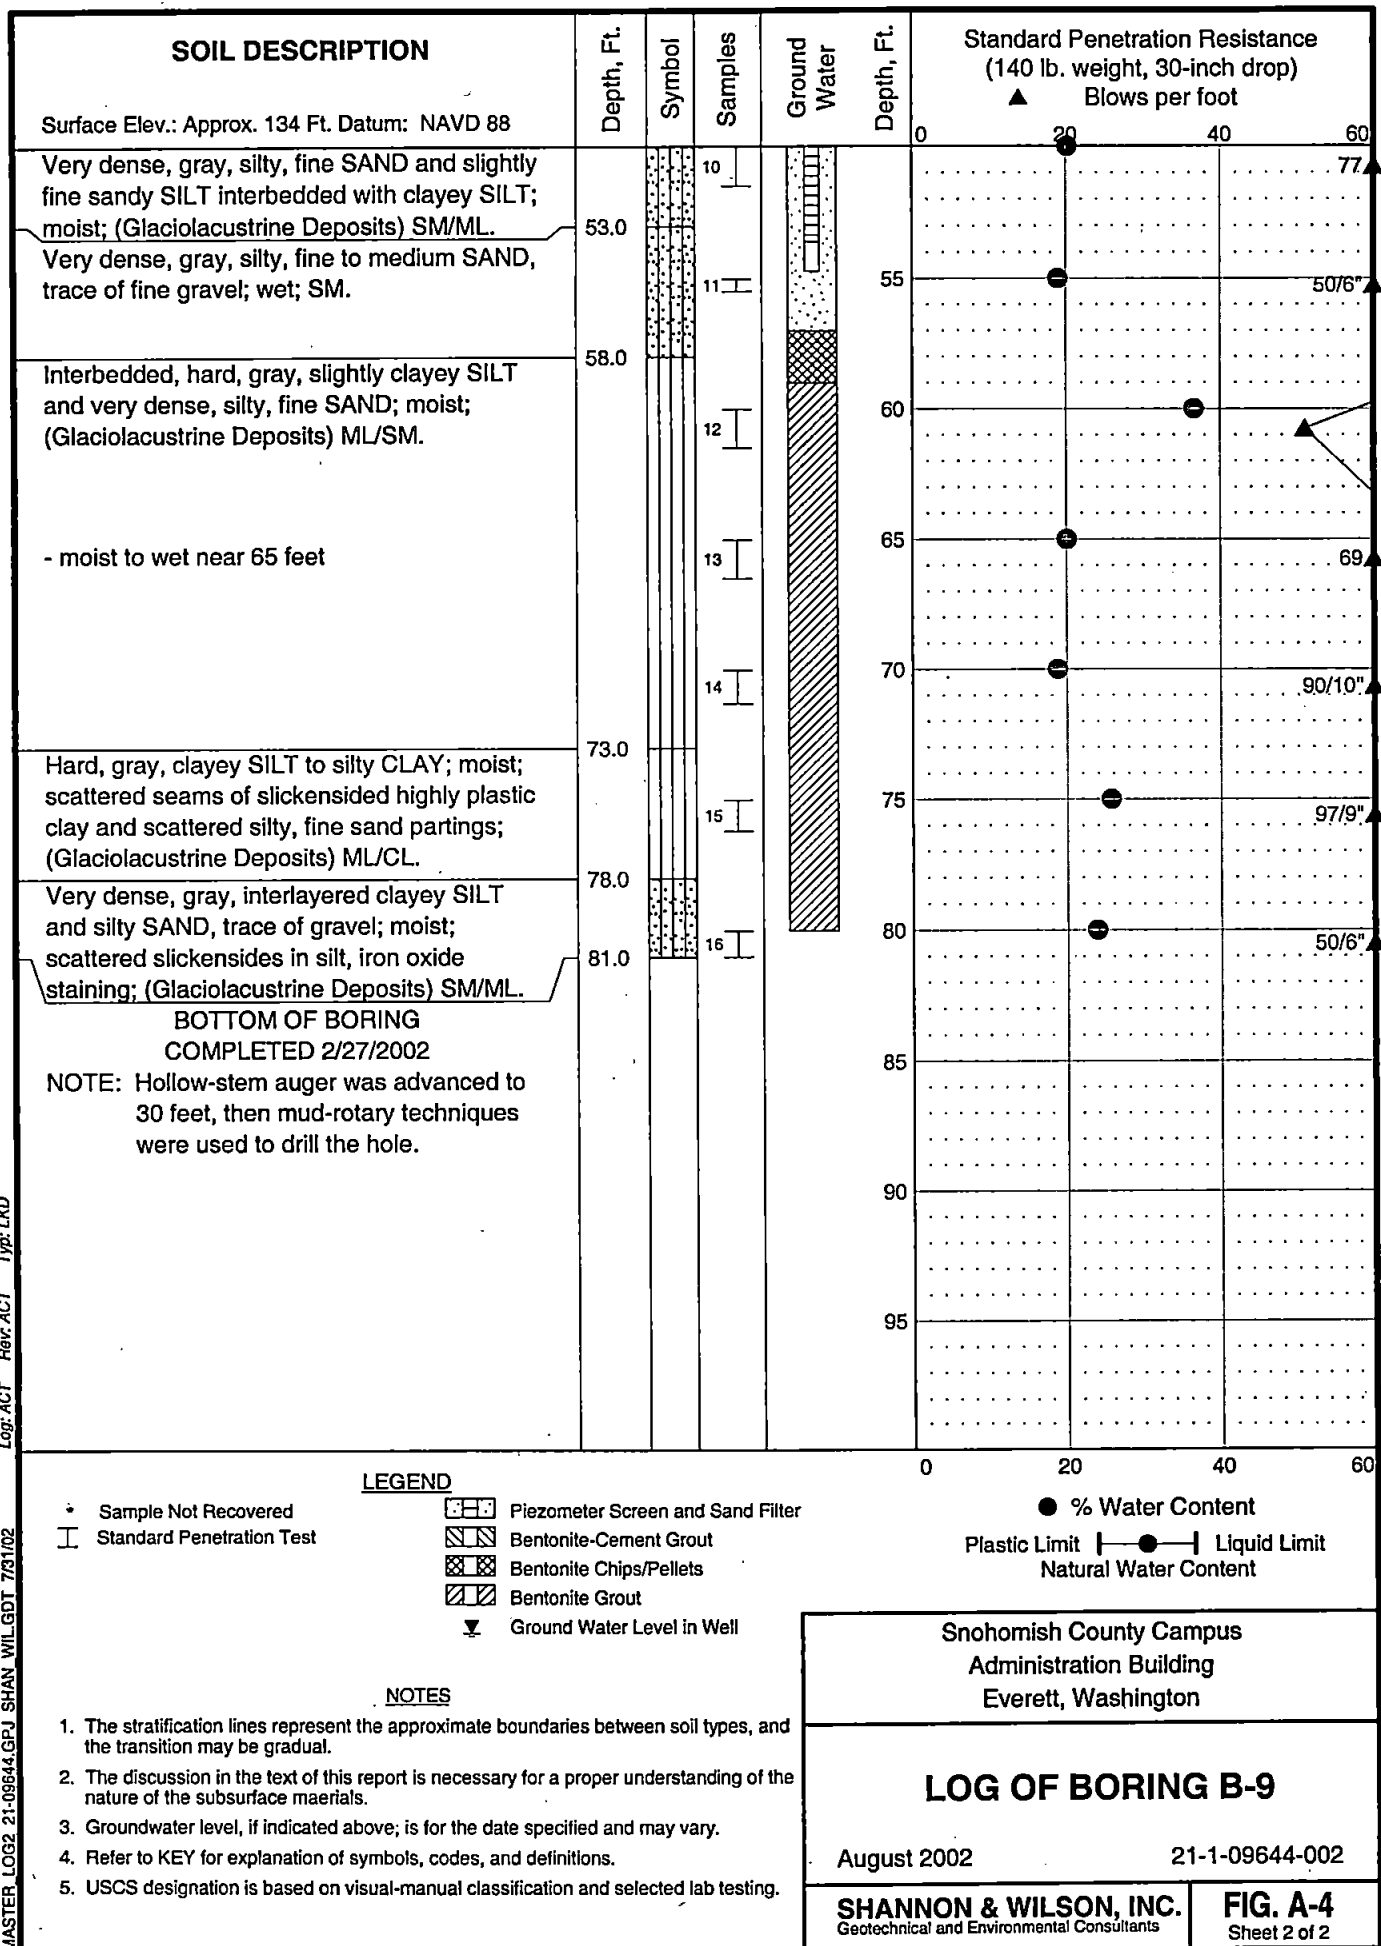 SOIL DESCRIPTION
Surface Elev.: Approx. 134 Ft. Datum: NAVD 88
Depth, Ft.
Symbol
Samples
Ground
Water
Depth, Ft.
Standard Penetration Resistance
(140 lb. weight, 30-inch drop)
▲ Blows per foot
0 20 40 60
Very dense, gray, silty, fine SAND and slightly
fine sandy SILT interbedded with clayey SILT;
moist; (Glaciolacustrine Deposits) SM/ML.
53.0
10
77
Very dense, gray, silty, fine to medium SAND,
trace of fine gravel; wet; SM.
11
55
50/6"
58.0
Interbedded, hard, gray, slightly clayey SILT
and very dense, silty, fine SAND; moist;
(Glaciolacustrine Deposits) ML/SM.
12
60
- moist to wet near 65 feet
13
65
69
14
70
90/10"
73.0
Hard, gray, clayey SILT to silty CLAY; moist;
scattered seams of slickensided highly plastic
clay and scattered silty, fine sand partings;
(Glaciolacustrine Deposits) ML/CL.
15
75
97/9"
78.0
Very dense, gray, interlayered clayey SILT
and silty SAND, trace of gravel; moist;
scattered slickensides in silt, iron oxide
staining; (Glaciolacustrine Deposits) SM/ML.
16
81.0
80
50/6"
BOTTOM OF BORING
COMPLETED 2/27/2002
NOTE: Hollow-stem auger was advanced to
30 feet, then mud-rotary techniques
were used to drill the hole.
85
90
95
0 20 40 60
LEGEND
* Sample Not Recovered
Standard Penetration Test
Piezometer Screen and Sand Filter
Bentonite-Cement Grout
Bentonite Chips/Pellets
Bentonite Grout
Ground Water Level in Well
● % Water Content
Plastic Limit Liquid Limit
Natural Water Content
NOTES
1. The stratification lines represent the approximate boundaries between soil types, and
the transition may be gradual.
2. The discussion in the text of this report is necessary for a proper understanding of the
nature of the subsurface maerials.
3. Groundwater level, if indicated above; is for the date specified and may vary.
4. Refer to KEY for explanation of symbols, codes, and definitions.
5. USCS designation is based on visual-manual classification and selected lab testing.
Snohomish County Campus
Administration Building
Everett, Washington
LOG OF BORING B-9
August 2002 21-1-09644-002
SHANNON & WILSON, INC.
Geotechnical and Environmental Consultants
FIG. A-4
Sheet 2 of 2
MASTER_LOG2 21-09644.GPJ SHAN_WIL.GDT 7/31/02 Log: ACT Rev: ACT Typ: LKD